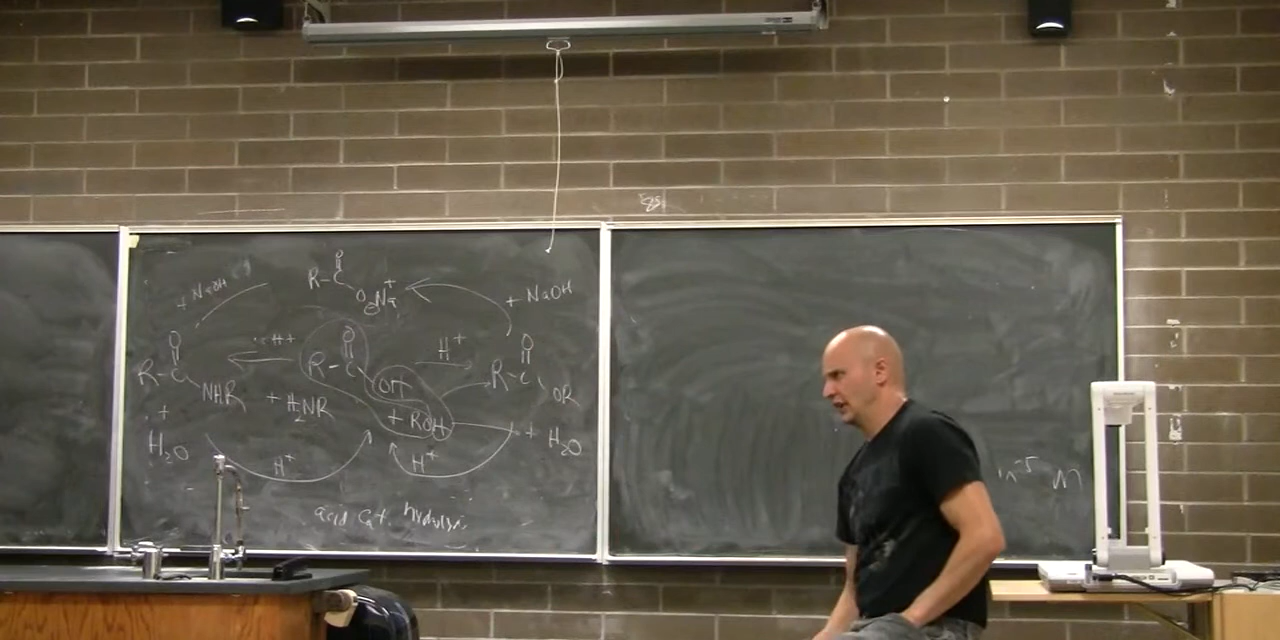 + NaOH
O
R-C
O⊖Na+
+ NaOH
O
R-C
NHR
+
H2O
H+
+ H2NR
O
R-C
OH
+ ROH
H+
O
R-C
OR
+ H2O
H+
H+
acid cat. hydrolysis
M